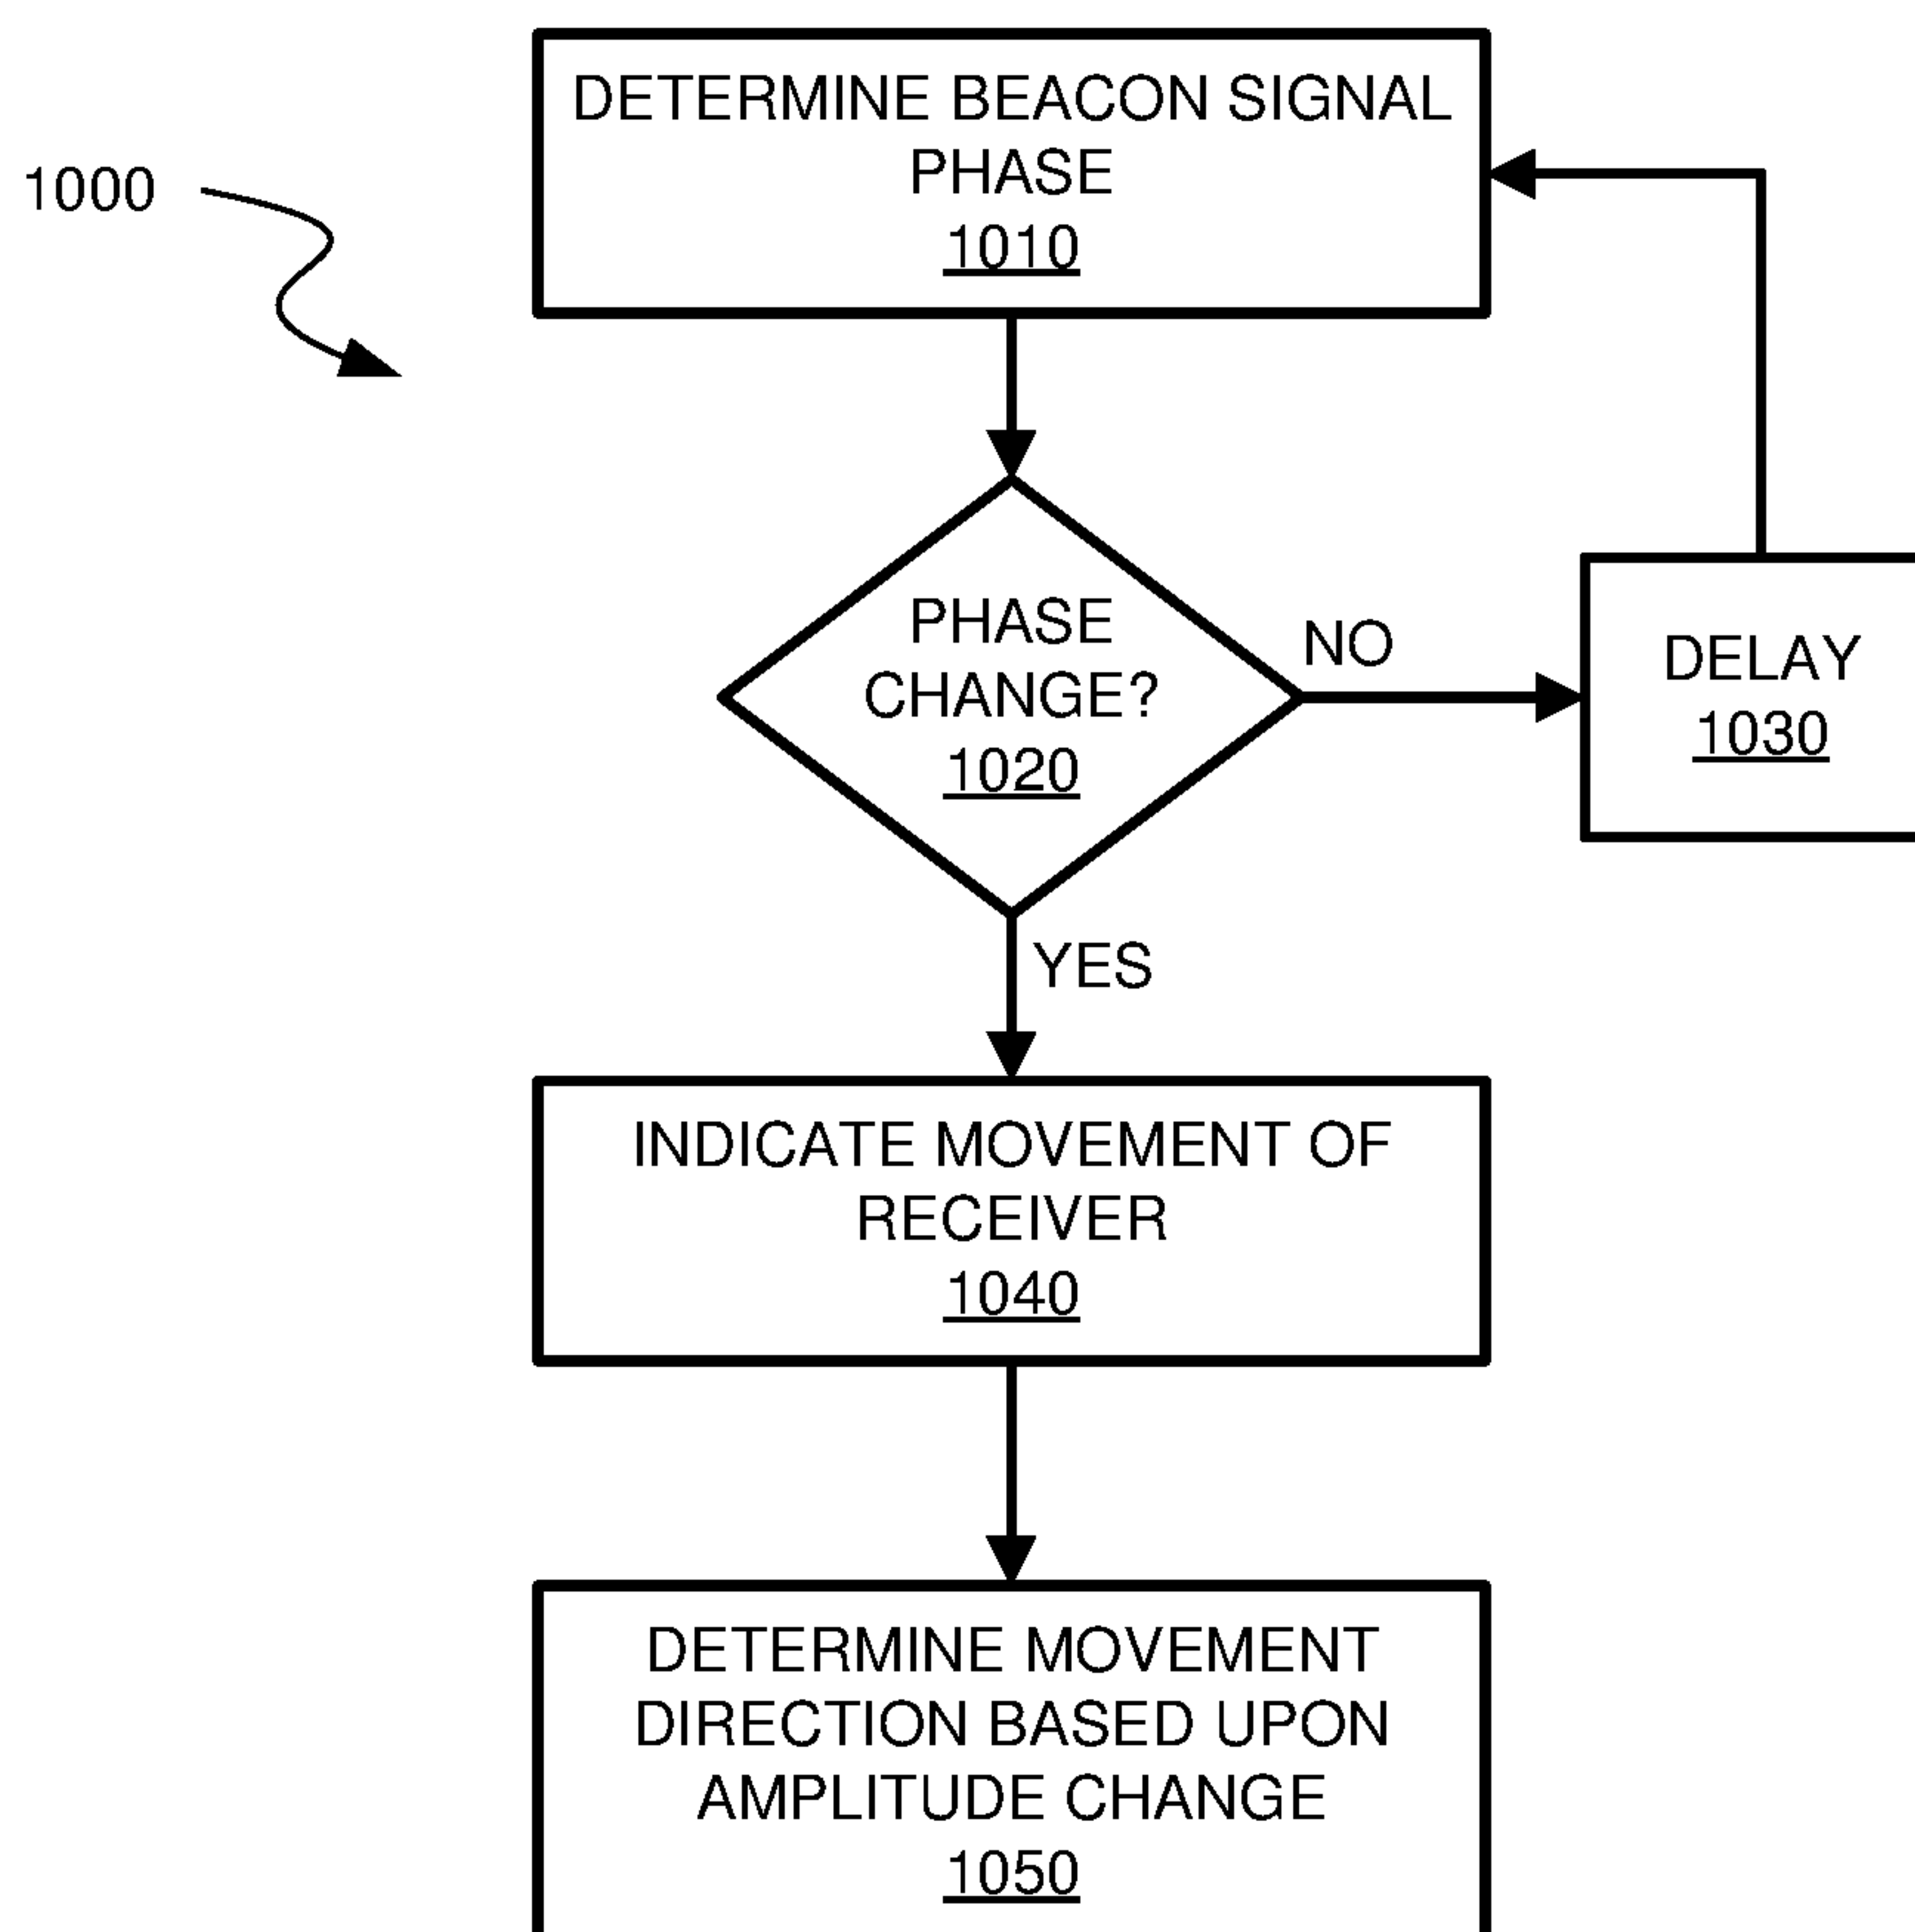 DETERMINE BEACON SIGNAL
PHASE
1010
1000
PHASE
CHANGE?
1020
NO
DELAY
1030
YES
INDICATE MOVEMENT OF
RECEIVER
1040
DETERMINE MOVEMENT
DIRECTION BASED UPON
AMPLITUDE CHANGE
1050